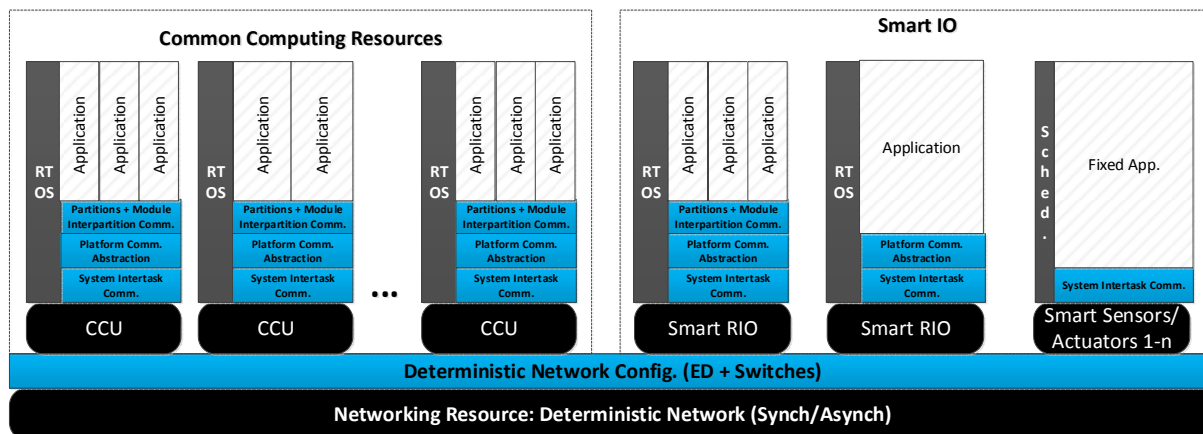 Common Computing Resources
Smart IO
RT
OS
Application
Application
Application
Partitions + Module
Interpartition Comm.
Platform Comm.
Abstraction
System Intertask
Comm.
CCU
RT
OS
Application
Application
Partitions + Module
Interpartition Comm.
Platform Comm.
Abstraction
System Intertask
Comm.
CCU
...
RT
OS
Application
Application
Application
Partitions + Module
Interpartition Comm.
Platform Comm.
Abstraction
System Intertask
Comm.
CCU
RT
OS
Application
Application
Application
Partitions + Module
Interpartition Comm.
Platform Comm.
Abstraction
System Intertask
Comm.
Smart RIO
RT
OS
Application
Platform Comm.
Abstraction
System Intertask
Comm.
Smart RIO
Sched.
Fixed App.
System Intertask Comm.
Smart Sensors/
Actuators 1-n
Deterministic Network Config. (ED + Switches)
Networking Resource: Deterministic Network (Synch/Asynch)